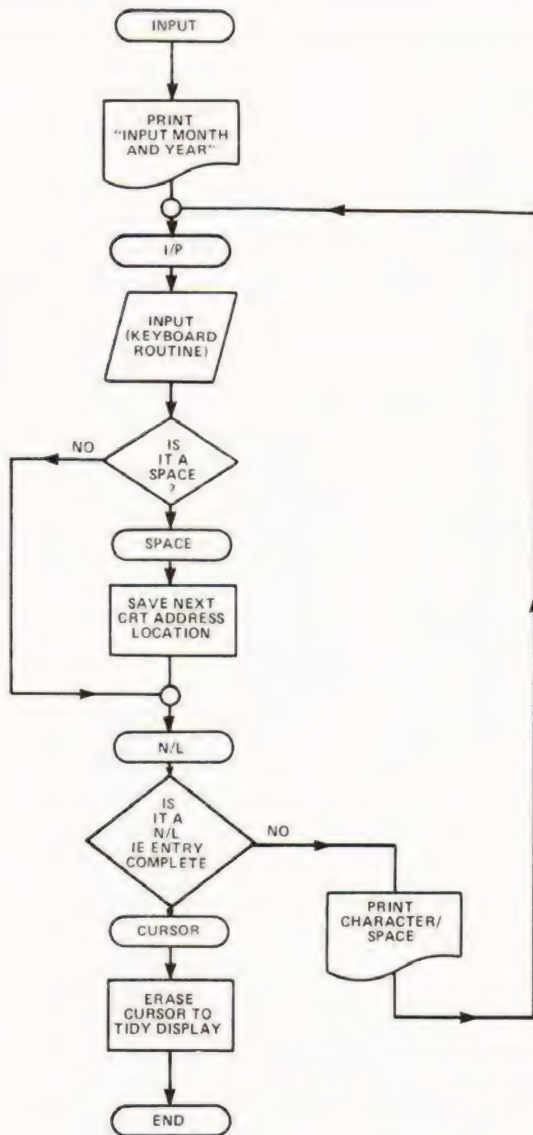 INPUT
PRINT
"INPUT MONTH
AND YEAR"
I/P
INPUT
(KEYBOARD
ROUTINE)
NO
IS
IT A
SPACE
?
SPACE
SAVE NEXT
CRT ADDRESS
LOCATION
N/L
IS
IT A
N/L
IE ENTRY
COMPLETE
NO
PRINT
CHARACTER/
SPACE
CURSOR
ERASE
CURSOR TO
TIDY DISPLAY
END